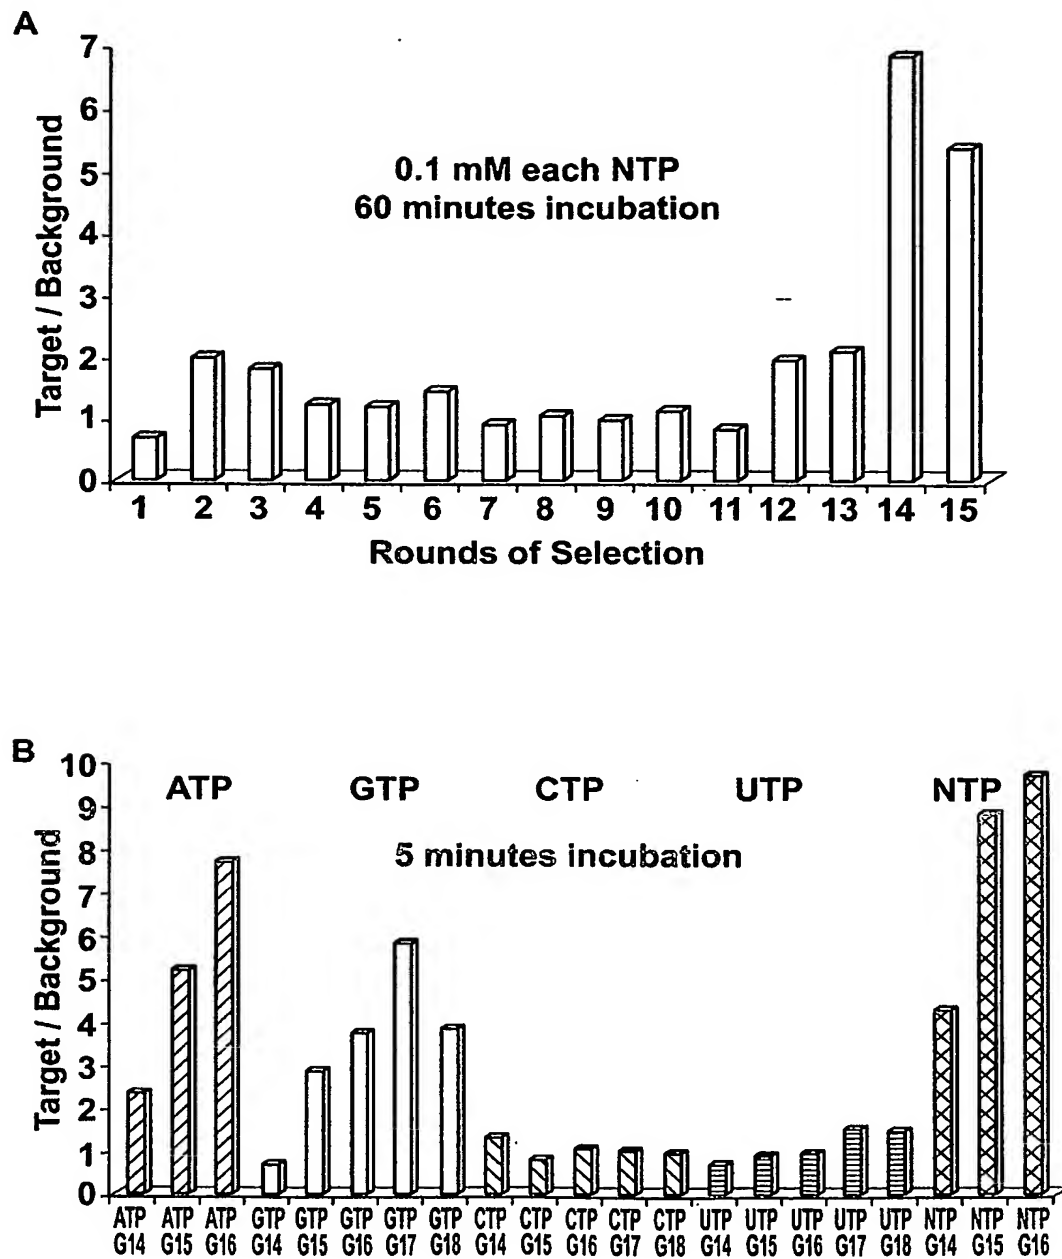 A
7
6
5
4
3
2
1
0
Target / Background
0.1 mM each NTP
60 minutes incubation
1 2 3 4 5 6 7 8 9 10 11 12 13 14 15
Rounds of Selection
B
10
9
8
7
6
5
4
3
2
1
0
Target / Background
ATP GTP CTP UTP NTP
5 minutes incubation
ATP ATP ATP GTP GTP GTP GTP GTP CTP CTP CTP CTP CTP UTP UTP UTP UTP UTP NTP NTP NTP
G14 G15 G16 G14 G15 G16 G17 G18 G14 G15 G16 G17 G18 G14 G15 G16 G17 G18 G14 G15 G16